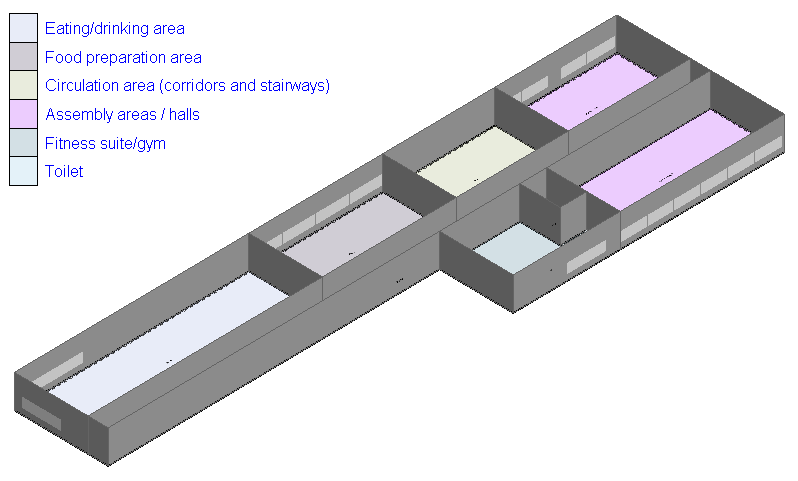 Eating/drinking area
Food preparation area
Circulation area (corridors and stairways)
Assembly areas / halls
Fitness suite/gym
Toilet